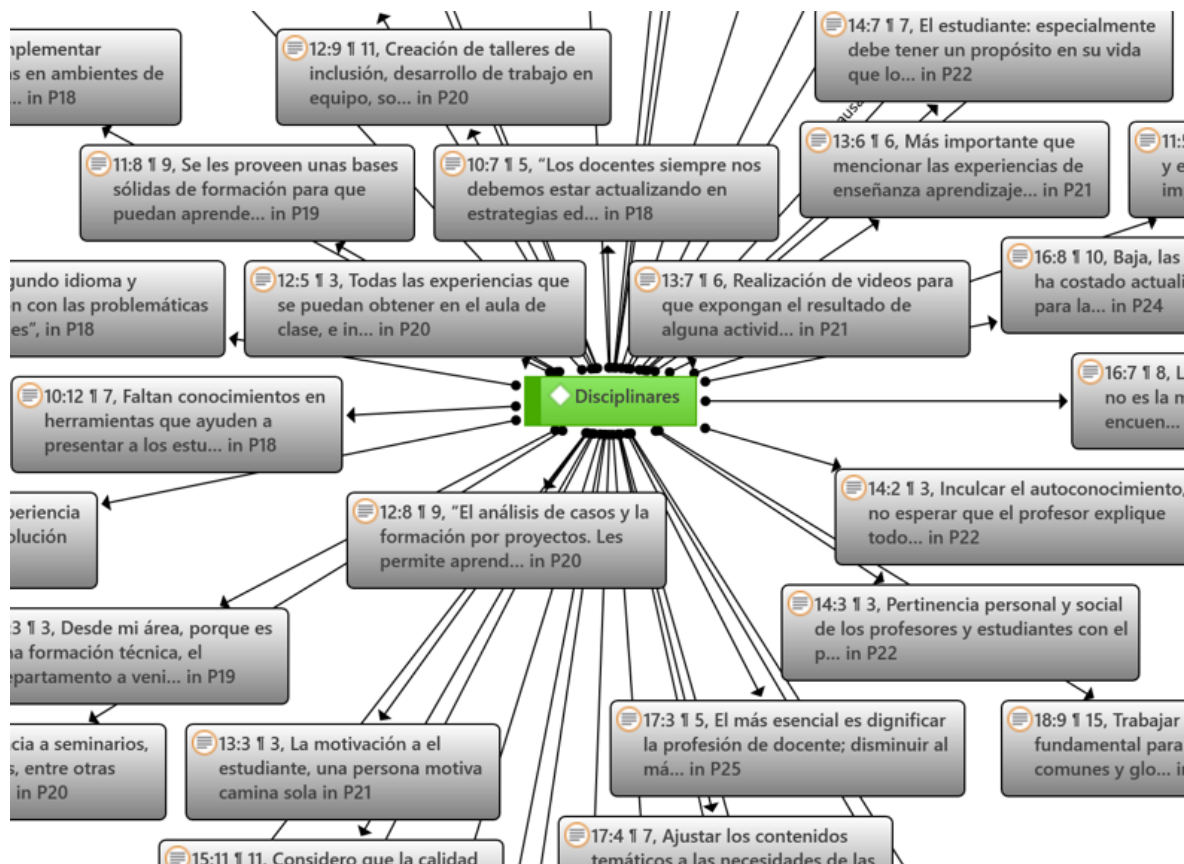 mplementar
as en ambientes de
... in P18
12:9 ¶ 11, Creación de talleres de
inclusión, desarrollo de trabajo en
equipo, so... in P20
14:7 ¶ 7, El estudiante: especialmente
debe tener un propósito en su vida
que lo... in P22
ausa
11:8 ¶ 9, Se les proveen unas bases
sólidas de formación para que
puedan aprende... in P19
10:7 ¶ 5, “Los docentes siempre nos
debemos estar actualizando en
estrategias ed... in P18
13:6 ¶ 6, Más importante que
mencionar las experiencias de
enseñanza aprendizaje... in P21
11:5
y e
im
gundo idioma y
n con las problemáticas
es”, in P18
12:5 ¶ 3, Todas las experiencias que
se puedan obtener en el aula de
clase, e in... in P20
13:7 ¶ 6, Realización de videos para
que expongan el resultado de
alguna activid... in P21
16:8 ¶ 10, Baja, las
ha costado actuali
para la... in P24
10:12 ¶ 7, Faltan conocimientos en
herramientas que ayuden a
presentar a los estu... in P18
Disciplinares
16:7 ¶ 8, L
no es la m
encuen...
periencia
olución
12:8 ¶ 9, “El análisis de casos y la
formación por proyectos. Les
permite aprend... in P20
14:2 ¶ 3, Inculcar el autoconocimiento,
no esperar que el profesor explique
todo... in P22
3 ¶ 3, Desde mi área, porque es
na formación técnica, el
epartamento a veni... in P19
14:3 ¶ 3, Pertinencia personal y social
de los profesores y estudiantes con el
p... in P22
cia a seminarios,
s, entre otras
in P20
13:3 ¶ 3, La motivación a el
estudiante, una persona motiva
camina sola in P21
17:3 ¶ 5, El más esencial es dignificar
la profesión de docente; disminuir al
má... in P25
18:9 ¶ 15, Trabajar
fundamental para
comunes y glo... i
15:11 ¶ 11, Considero que la calidad
17:4 ¶ 7, Ajustar los contenidos
temáticos a las necesidades de las